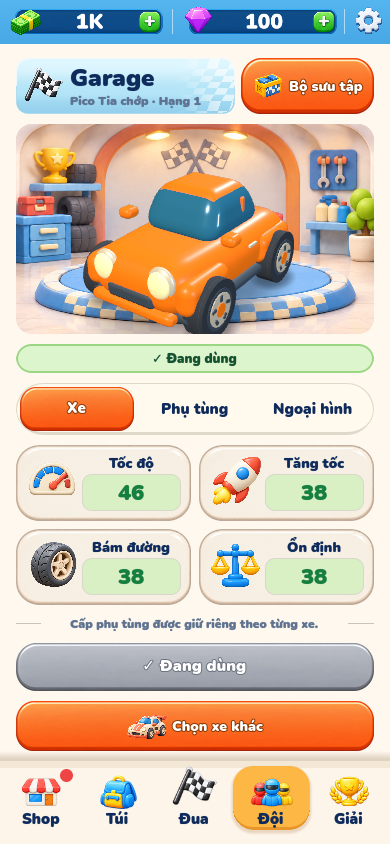 1K
100
Garage
Pico Tia chớp · Hạng 1
Bộ sưu tập
✓ Đang dùng
Xe
Phụ tùng
Ngoại hình
Tốc độ
46
Tăng tốc
38
Bám đường
38
Ổn định
38
Cấp phụ tùng được giữ riêng theo từng xe.
✓ Đang dùng
Chọn xe khác
Shop
Túi
Đua
Đội
Giải